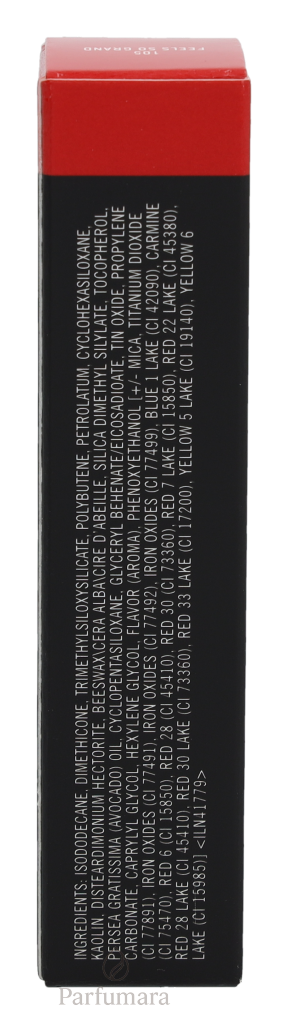 105
FEELS SO GRAND
INGREDIENTS: ISODODECANE, DIMETHICONE, TRIMETHYLSILOXYSILICATE, POLYBUTENE, PETROLATUM, CYCLOHEXASILOXANE,
KAOLIN, DISTEARDIMONIUM HECTORITE, BEESWAX\CERA ALBA\CIRE D'ABEILLE, SILICA DIMETHYL SILYLATE, TOCOPHEROL,
PERSEA GRATISSIMA (AVOCADO) OIL, CYCLOPENTASILOXANE, GLYCERYL BEHENATE/EICOSADIOATE, TIN OXIDE, PROPYLENE
CARBONATE, CAPRYLYL GLYCOL, HEXYLENE GLYCOL, FLAVOR (AROMA), PHENOXYETHANOL [+/- MICA, TITANIUM DIOXIDE
(CI 77891), IRON OXIDES (CI 77491), IRON OXIDES (CI 77492), IRON OXIDES (CI 77499), BLUE 1 LAKE (CI 42090), CARMINE
(CI 75470), RED 6 (CI 15850), RED 28 (CI 45410), RED 30 (CI 73360), RED 7 LAKE (CI 15850), RED 22 LAKE (CI 45380),
RED 28 LAKE (CI 45410), RED 30 LAKE (CI 73360), RED 33 LAKE (CI 17200), YELLOW 5 LAKE (CI 19140), YELLOW 6
LAKE (CI 15985)] <ILN41779>
Parfumara